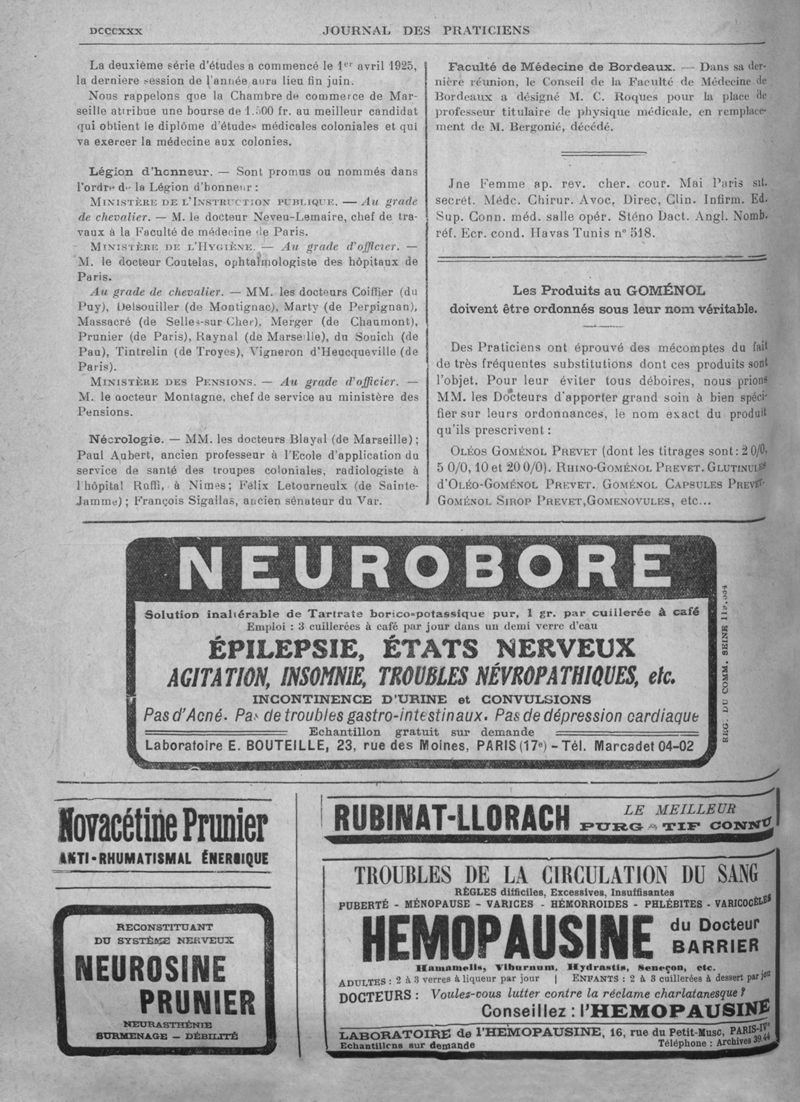 DCCCXXX JOURNAL DES PRATICIENS
La deuxième série d'études a commencé le 1er avril 1925,
la derniere session de l'année aura lieu fin juin.
Nous rappelons que la Chambre de commerce de Mar-
seille attribue une bourse de 1.500 fr. au meilleur candidat
qui obtient le diplôme d'études médicales coloniales et qui
va exercer la médecine aux colonies.
Légion d'honneur. — Sont promus ou nommés dans
l'ordre de la Légion d'honneur :
MINISTÈRE DE L'INSTRUCTION PUBLIQUE. — Au grade
de chevalier. — M. le docteur Neveu-Lemaire, chef de tra-
vaux à la Faculté de médecine de Paris.
MINISTÈRE DE L'HYGIÈNE. — Au grade d'officier. —
M. le docteur Coutelas, ophtalmologiste des hôpitaux de
Paris.
Au grade de chevalier. — MM. les docteurs Coiffier (du
Puy), Delsouiller (de Montignac), Marty (de Perpignan),
Massacré (de Selles-sur-Cher), Merger (de Chaumont),
Prunier (de Paris), Raynal (de Marseille), du Souich (de
Pau), Tintrelin (de Troyes), Vigneron d'Heucqueville (de
Paris).
MINISTÈRE DES PENSIONS. — Au grade d'officier. —
M. le docteur Montagne, chef de service au ministère des
Pensions.
Nécrologie. — MM. les docteurs Blayal (de Marseille) ;
Paul Aubert, ancien professeur à l'Ecole d'application du
service de santé des troupes coloniales, radiologiste à
l'hôpital Ruffi, à Nîmes ; Félix Letourneulx (de Sainte-
Jamme) ; François Sigallas, ancien sénateur du Var.
Faculté de Médecine de Bordeaux. — Dans sa der-
nière réunion, le Conseil de la Faculté de Médecine de
Bordeaux a désigné M. C. Roques pour la place de
professeur titulaire de physique médicale, en remplace-
ment de M. Bergonié, décédé.
Jne Femme ap. rev. cher. cour. Mai Paris sit.
secrét. Médc. Chirur. Avoc, Direc, Clin. Infirm. Ed.
Sup. Conn. méd. salle opér. Sténo Dact. Angl. Nomb.
réf. Ecr. cond. Havas Tunis n° 518.
Les Produits au GOMÉNOL
doivent être ordonnés sous leur nom véritable.
Des Praticiens ont éprouvé des mécomptes du fait
de très fréquentes substitutions dont ces produits sont
l'objet. Pour leur éviter tous déboires, nous prions
MM. les Docteurs d'apporter grand soin à bien spéci-
fier sur leurs ordonnances, le nom exact du produit
qu'ils prescrivent :
OLÉOS GOMÉNOL PREVET (dont les titrages sont : 2 0/0,
5 0/0, 10 et 20 0/0). RHINO-GOMÉNOL PREVET. GLUTINULES
d'OLÉO-GOMÉNOL PREVET. GOMÉNOL CAPSULES PREVET-
GOMÉNOL SIROP PREVET, GOMENOVULES, etc...
NEUROBORE
Solution inaltérable de Tartrate borico-potassique pur, 1 gr. par cuillerée à café
Emploi : 3 cuillerées à café par jour dans un demi verre d'eau
ÉPILEPSIE, ÉTATS NERVEUX
AGITATION, INSOMNIE, TROUBLES NÉVROPATHIQUES, etc.
INCONTINENCE D'URINE et CONVULSIONS
Pas d'Acné. Pas de troubles gastro-intestinaux. Pas de dépression cardiaque
Echantillon gratuit sur demande
Laboratoire E. BOUTEILLE, 23, rue des Moines, PARIS (17e) - Tél. Marcadet 04-02
REG. DU COMM. SEINE
Novacétine Prunier
ANTI-RHUMATISMAL ÉNERGIQUE
RECONSTITUANT
DU SYSTÈME NERVEUX
NEUROSINE
PRUNIER
NEURASTHÉNIE
SURMENAGE — DÉBILITÉ
RUBINAT-LLORACH LE MEILLEUR
PURGATIF CONNU
TROUBLES DE LA CIRCULATION DU SANG
RÈGLES difficiles, Excessives, Insuffisantes
PUBERTÉ - MÉNOPAUSE - VARICES - HÉMORROIDES - PHLÉBITES - VARICOCÈLES
HEMOPAUSINE du Docteur
BARRIER
Hamamelis, Viburnum, Hydrastis, Seneçon, etc.
ADULTES : 2 à 3 verres à liqueur par jour | ENFANTS : 2 à 3 cuillerées à dessert par jou
DOCTEURS : Voulez-vous lutter contre la réclame charlatanesque ?
Conseillez : l'HEMOPAUSINE
LABORATOIRE de l'HEMOPAUSINE, 16, rue du Petit-Musc, PARIS-IVe
Echantillons sur demande Téléphone : Archives 39.44